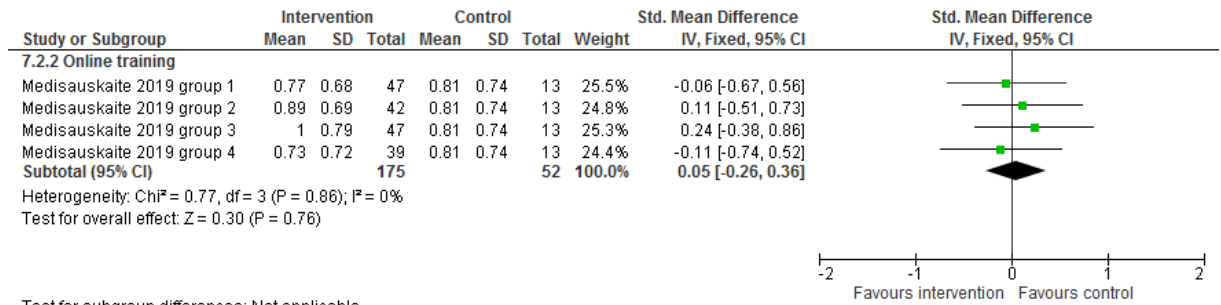 Intervention Control Std. Mean Difference Std. Mean Difference
Study or Subgroup Mean SD Total Mean SD Total Weight IV, Fixed, 95% CI IV, Fixed, 95% CI
7.2.2 Online training
Medisauskaite 2019 group 1 0.77 0.68 47 0.81 0.74 13 25.5% -0.06 [-0.67, 0.56]
Medisauskaite 2019 group 2 0.89 0.69 42 0.81 0.74 13 24.8% 0.11 [-0.51, 0.73]
Medisauskaite 2019 group 3 1 0.79 47 0.81 0.74 13 25.3% 0.24 [-0.38, 0.86]
Medisauskaite 2019 group 4 0.73 0.72 39 0.81 0.74 13 24.4% -0.11 [-0.74, 0.52]
Subtotal (95% CI) 175 52 100.0% 0.05 [-0.26, 0.36]
Heterogeneity: Chi² = 0.77, df = 3 (P = 0.86); I² = 0%
Test for overall effect: Z = 0.30 (P = 0.76)
-2 -1 0 1 2
Favours intervention Favours control
Test for subgroup differences: Not applicable